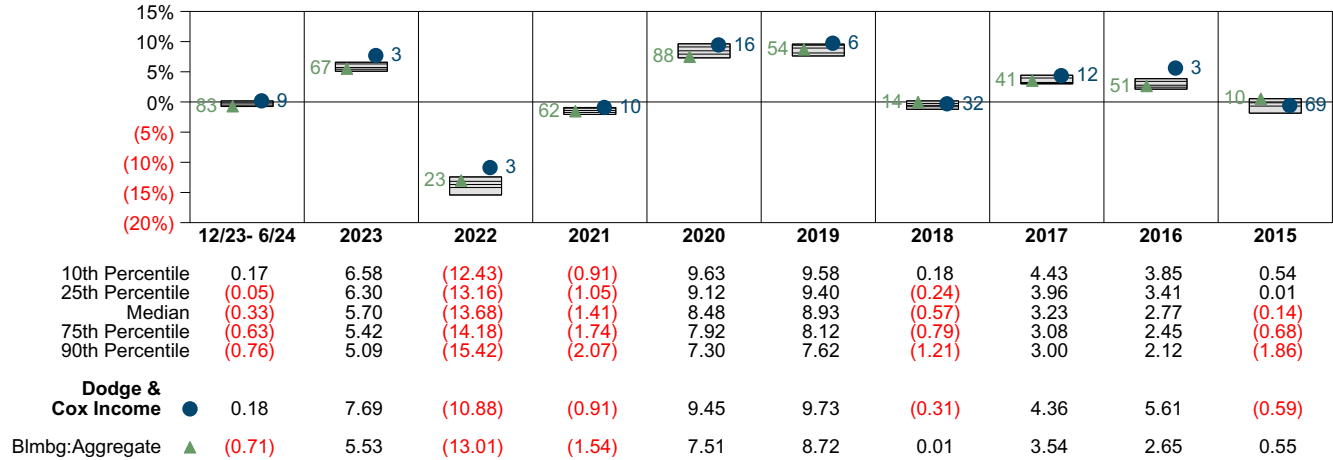 15%
10%
5%
0%
(5%)
(10%)
(15%)
(20%)
83 9
67 3
23 3
62 10
88 16
54 6
14 32
41 12
51 3
10 69
12/23- 6/24 2023 2022 2021 2020 2019 2018 2017 2016 2015
10th Percentile 0.17 6.58 (12.43) (0.91) 9.63 9.58 0.18 4.43 3.85 0.54
25th Percentile (0.05) 6.30 (13.16) (1.05) 9.12 9.40 (0.24) 3.96 3.41 0.01
Median (0.33) 5.70 (13.68) (1.41) 8.48 8.93 (0.57) 3.23 2.77 (0.14)
75th Percentile (0.63) 5.42 (14.18) (1.74) 7.92 8.12 (0.79) 3.08 2.45 (0.68)
90th Percentile (0.76) 5.09 (15.42) (2.07) 7.30 7.62 (1.21) 3.00 2.12 (1.86)
Dodge &
Cox Income 0.18 7.69 (10.88) (0.91) 9.45 9.73 (0.31) 4.36 5.61 (0.59)
Blmbg:Aggregate (0.71) 5.53 (13.01) (1.54) 7.51 8.72 0.01 3.54 2.65 0.55